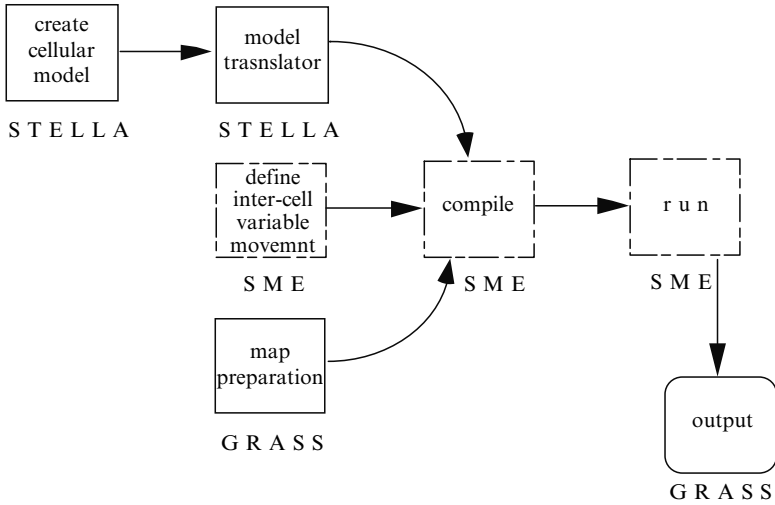 create
cellular
model
STELLA
model
trasnslator
STELLA
define
inter-cell
variable
movemnt
SME
compile
SME
run
SME
map
preparation
GRASS
output
GRASS